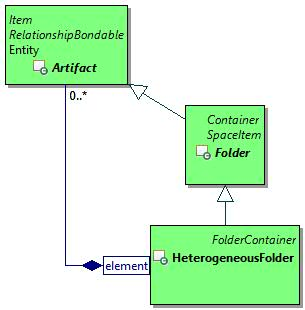 Item
RelationshipBondable
Entity
Artifact
0..*
Container
SpaceItem
Folder
FolderContainer
HeterogeneousFolder
element